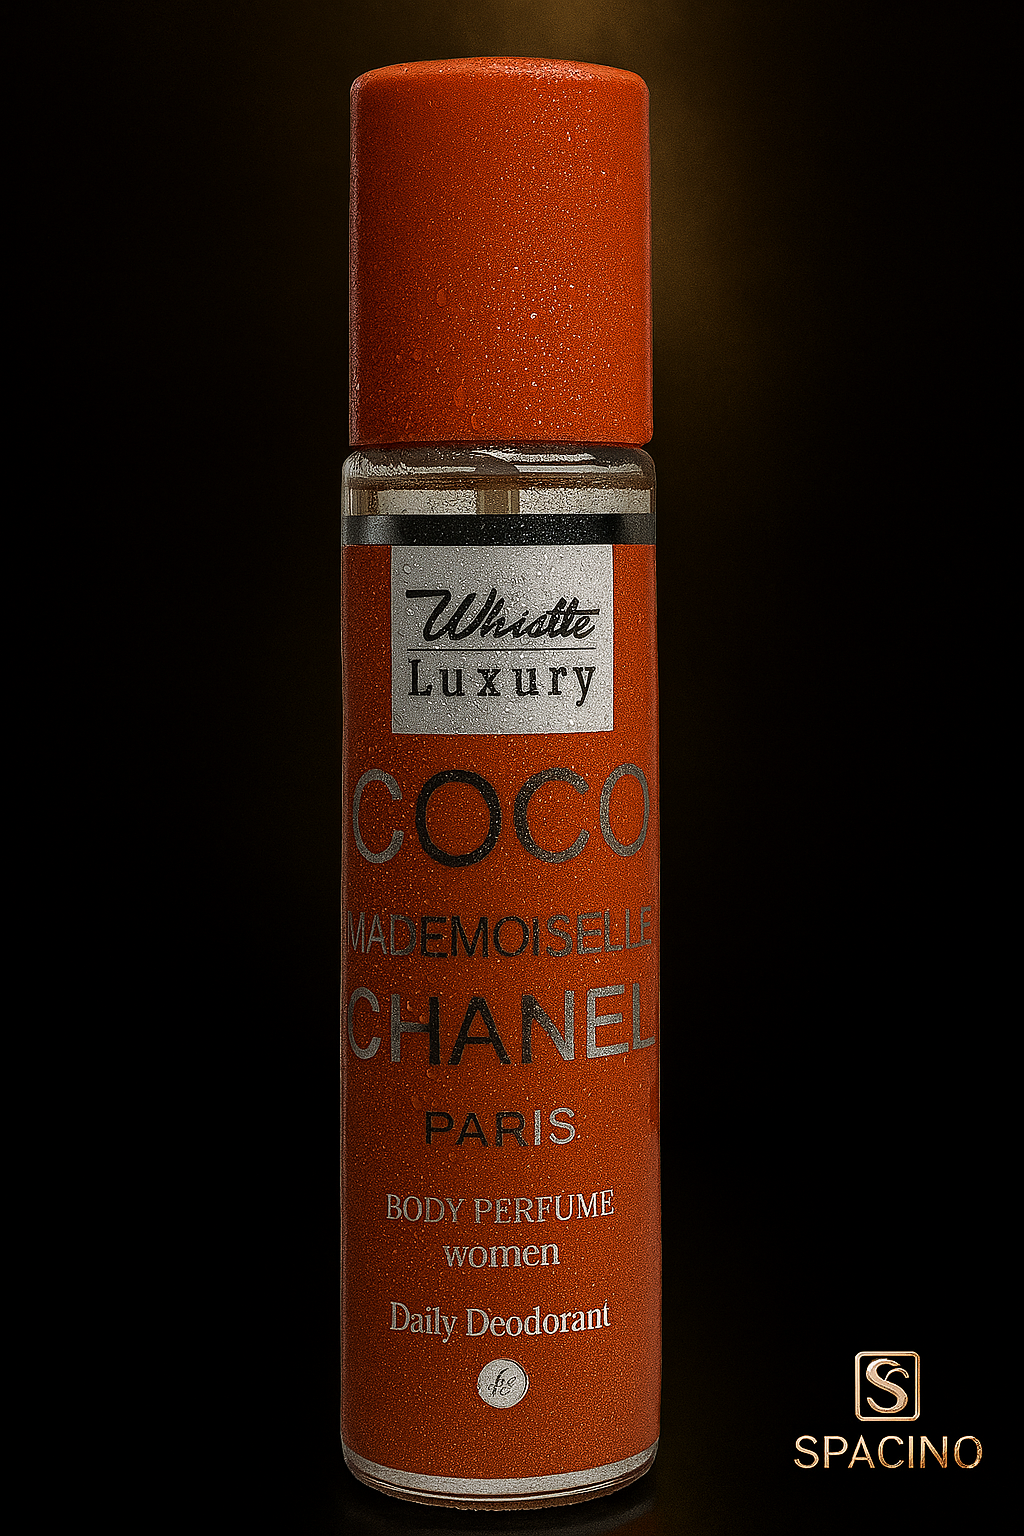 Whistle
Luxury
COCO
MADEMOISELLE
CHANEL
PARIS
BODY PERFUME
women
Daily Deodorant
S
SPACINO